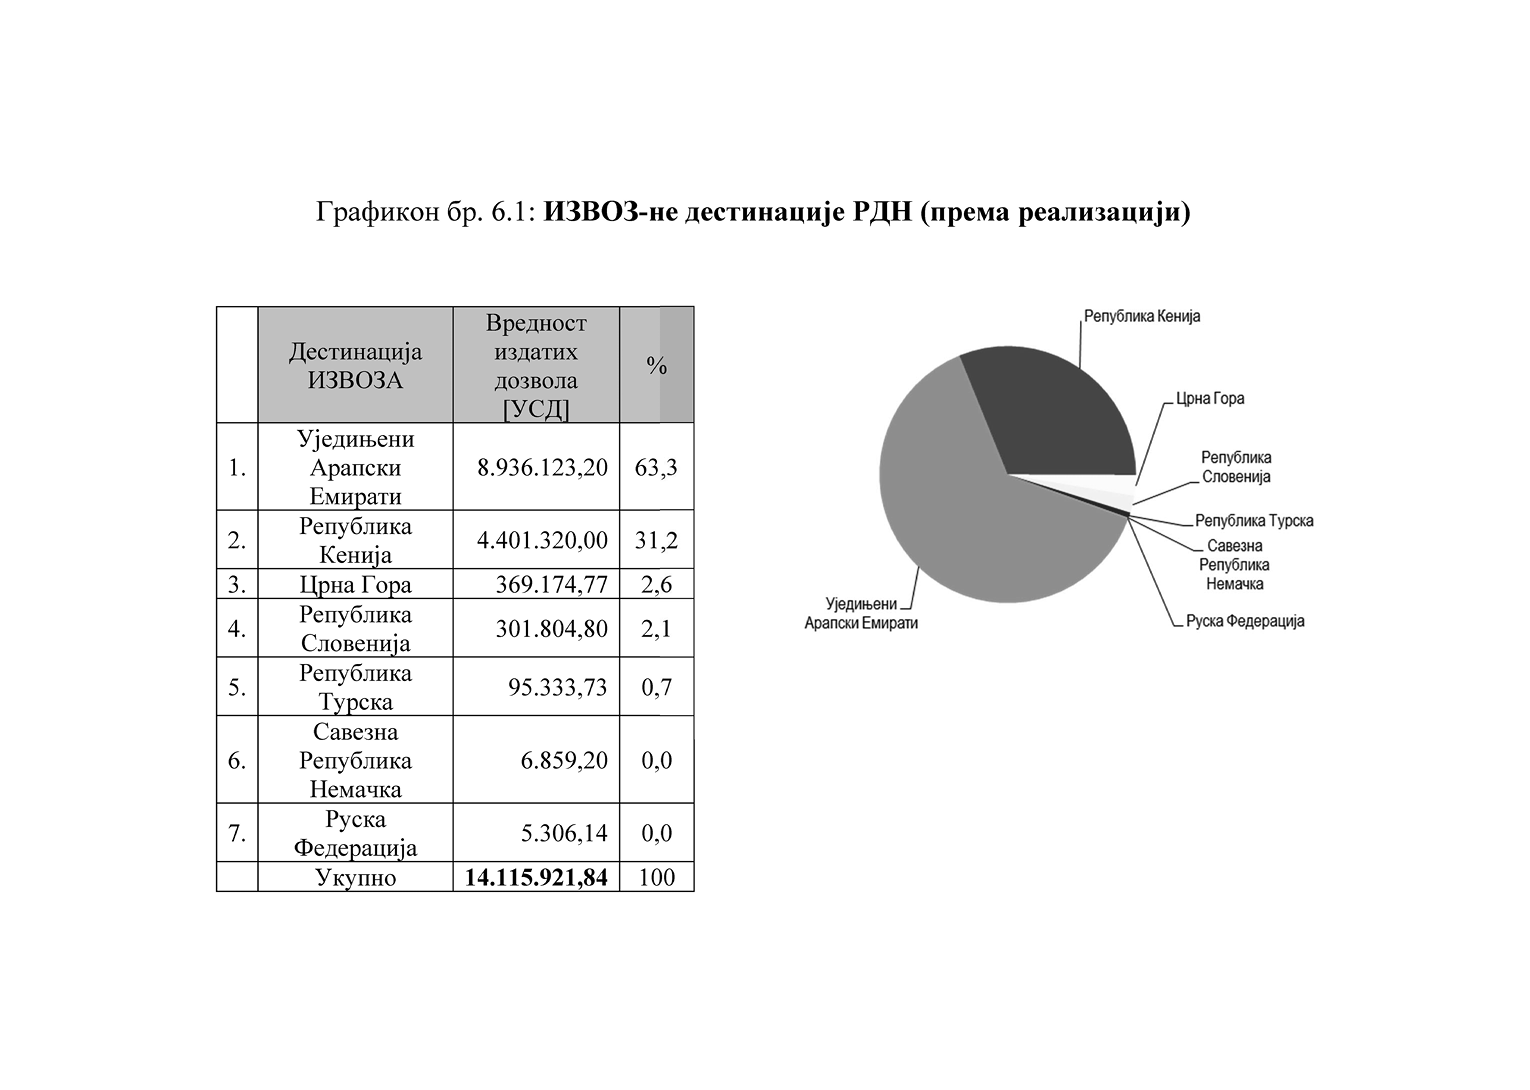 Графикон бр. 6.1: ИЗВОЗ-не дестинације РДН (према реализацији)
Дестинација
ИЗВОЗА
Вредност
издатих
дозвола
[УСД]
%
1.
Уједињени
Арапски
Емирати
8.936.123,20
63,3
2.
Република
Кенија
4.401.320,00
31,2
3.
Црна Гора
369.174,77
2,6
4.
Република
Словенија
301.804,80
2,1
5.
Република
Турска
95.333,73
0,7
6.
Савезна
Република
Немачка
6.859,20
0,0
7.
Руска
Федерација
5.306,14
0,0
Укупно
14.115.921,84
100
Република Кенија
Црна Гора
Република
Словенија
Република Турска
Савезна
Република
Немачка
Руска Федерација
Уједињени
Арапски Емирати